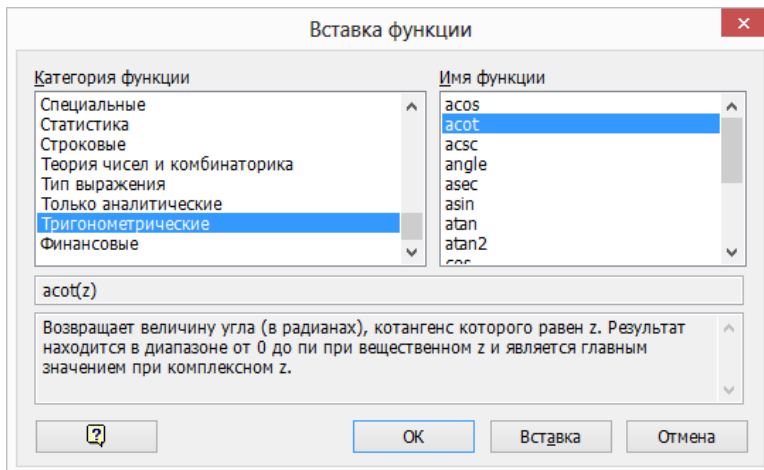 Вставка функции
Категория функции
Имя функции
Специальные
Статистика
Строковые
Теория чисел и комбинаторика
Тип выражения
Только аналитические
Тригонометрические
Финансовые
acos
acot
acsc
angle
asec
asin
atan
atan2
cos
acot(z)
Возвращает величину угла (в радианах), котангенс которого равен z. Результат
находится в диапазоне от 0 до пи при вещественном z и является главным
значением при комплексном z.
OK
Вставка
Отмена